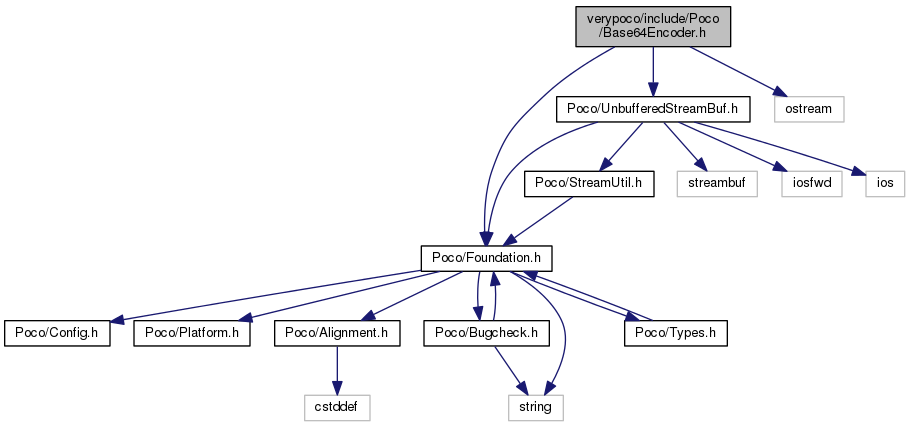 verypoco/include/Poco
/Base64Encoder.h
Poco/UnbufferedStreamBuf.h
ostream
Poco/StreamUtil.h
streambuf
iosfwd
ios
Poco/Foundation.h
Poco/Config.h
Poco/Platform.h
Poco/Alignment.h
Poco/Bugcheck.h
Poco/Types.h
cstddef
string